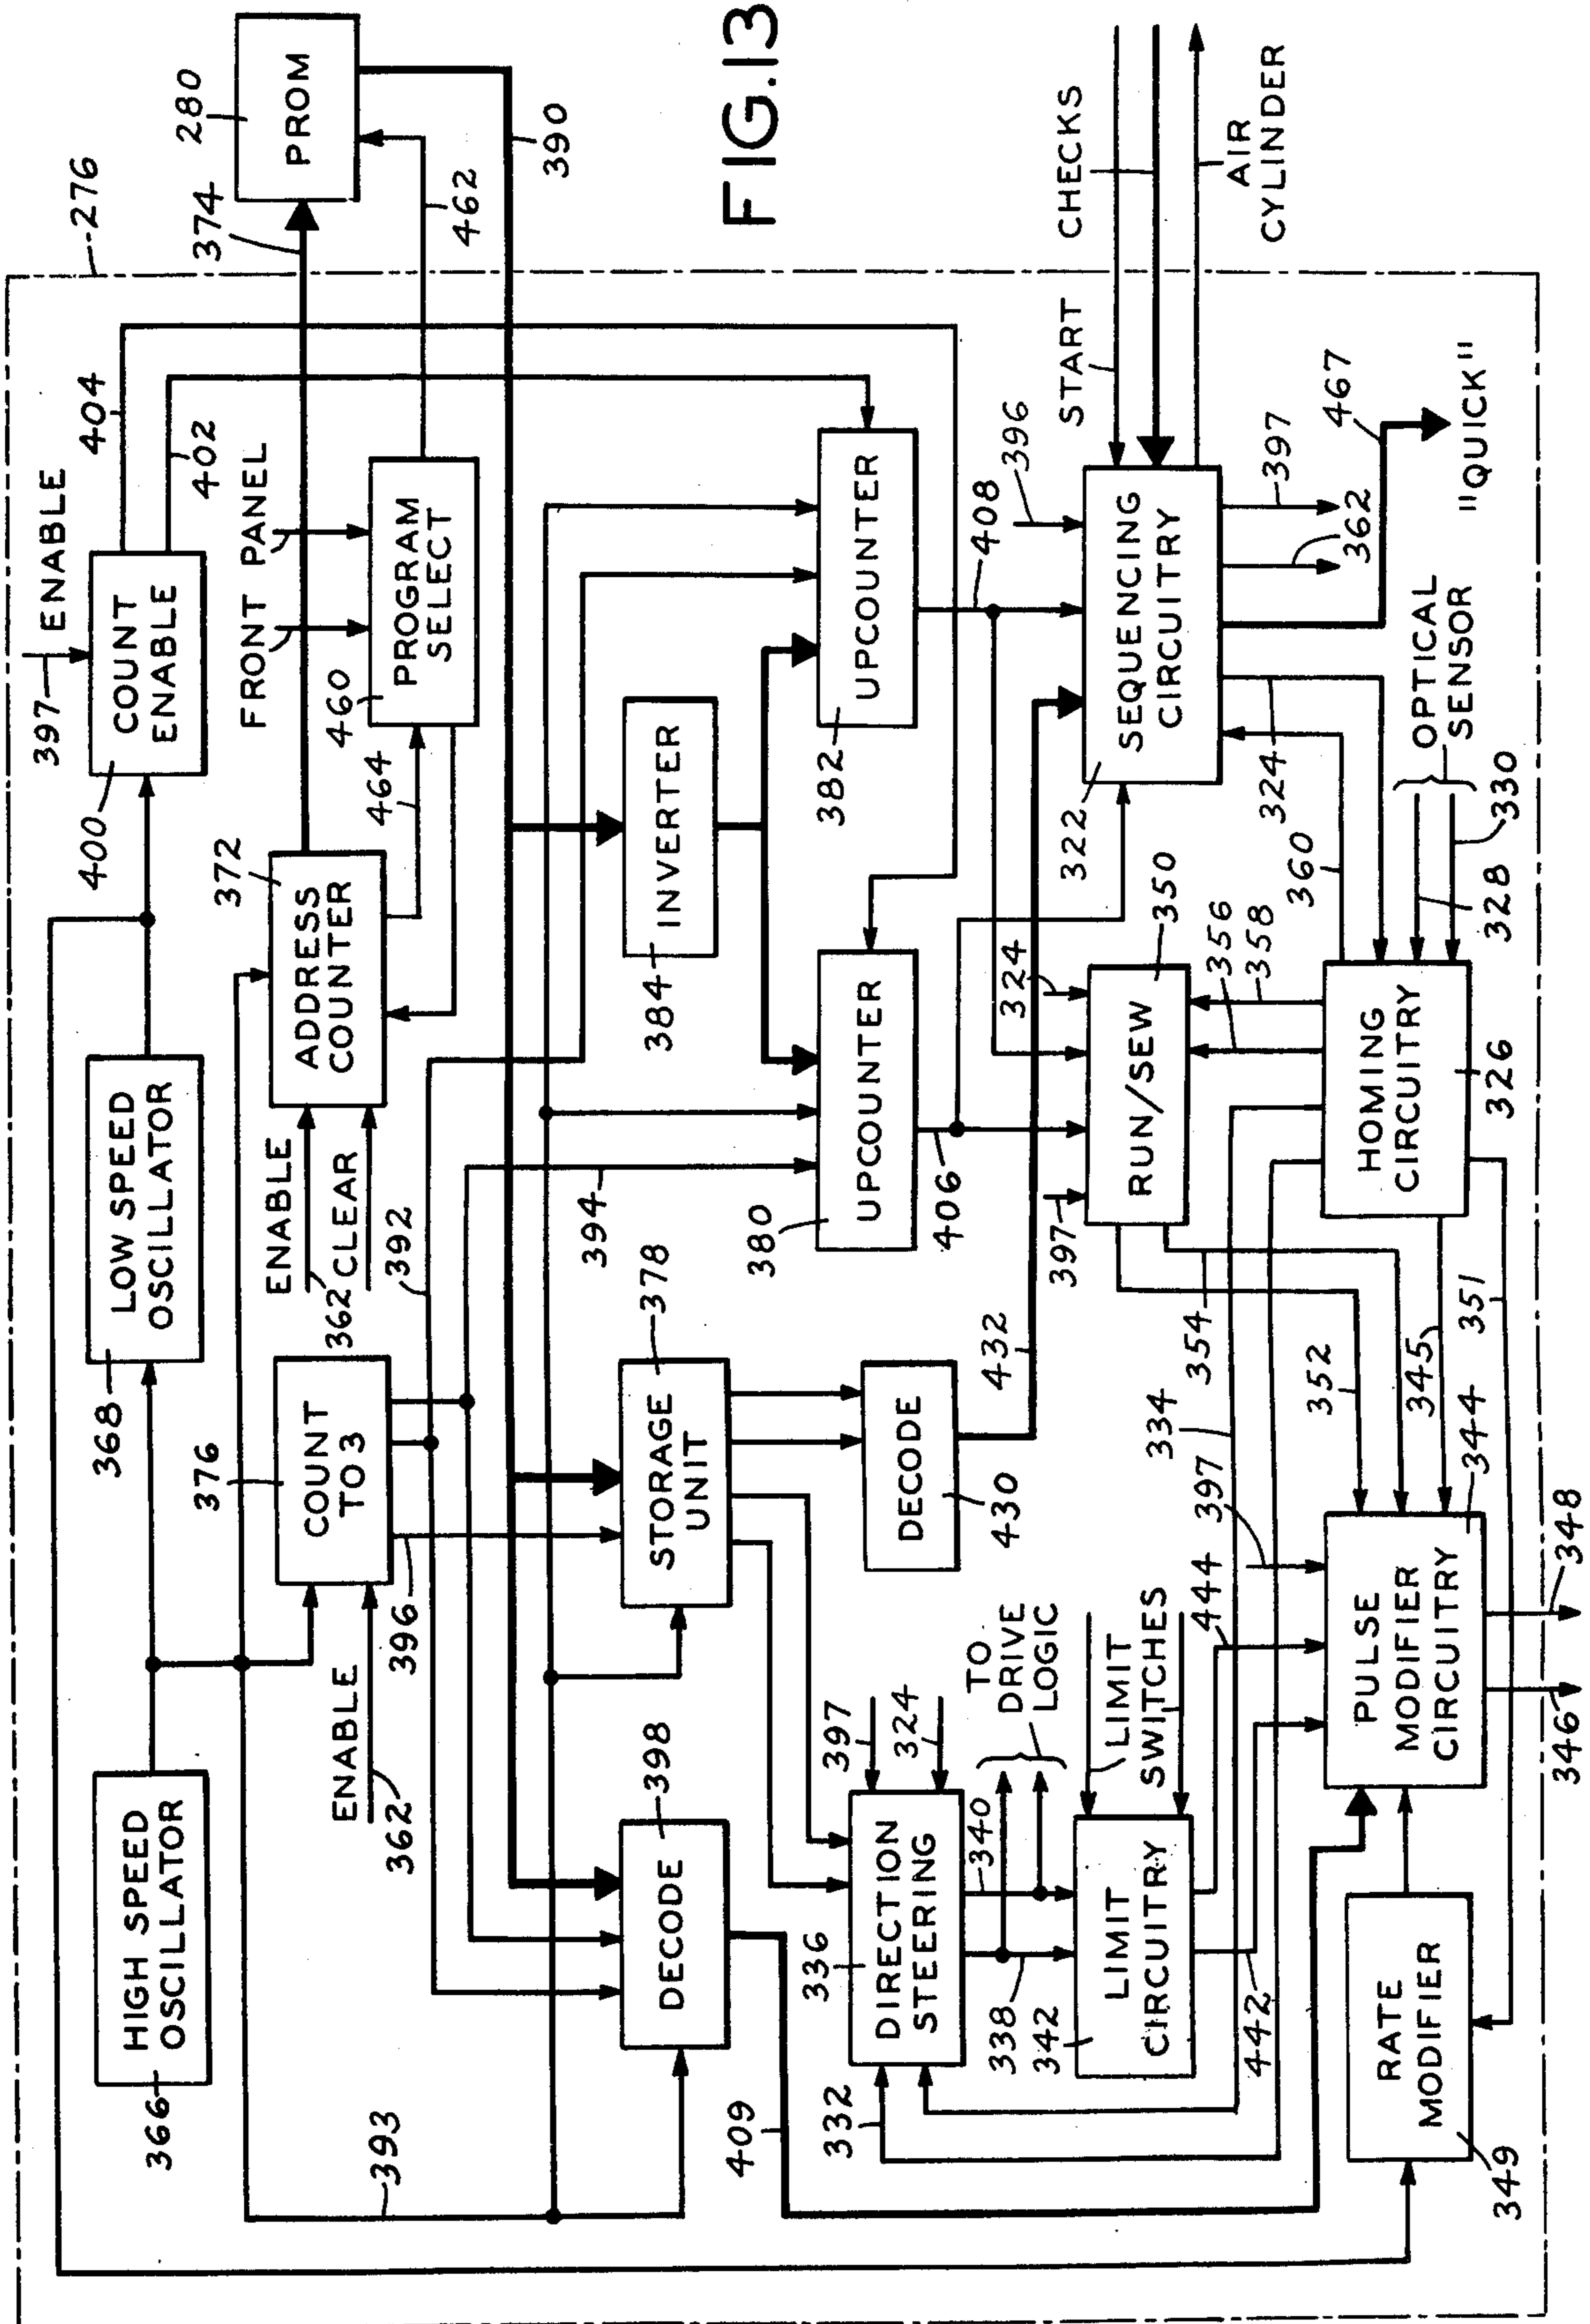 FIG.13
276
366
HIGH SPEED
OSCILLATOR
368
LOW SPEED
OSCILLATOR
400
COUNT
ENABLE
397
ENABLE
404
402
280
PROM
374
376
COUNT
TO 3
ENABLE
362
372
ADDRESS
COUNTER
ENABLE
362
CLEAR
FRONT PANEL
460
PROGRAM
SELECT
464
462
390
393
396
392
394
398
DECODE
378
STORAGE
UNIT
384
INVERTER
380
UPCOUNTER
382
UPCOUNTER
409
332
336
DIRECTION
STEERING
397
324
338
340
TO
DRIVE
LOGIC
430
DECODE
432
406
408
342
LIMIT
CIRCUITRY
LIMIT
SWITCHES
442
444
397
334
397
324
RUN/SEW
350
322
SEQUENCING
CIRCUITRY
396
START
CHECKS
AIR
CYLINDER
352
354
356
358
360
324
362
397
467
"QUICK"
349
RATE
MODIFIER
PULSE
MODIFIER
CIRCUITRY
344
345
351
HOMING
CIRCUITRY
326
328
330
OPTICAL
SENSOR
346
348